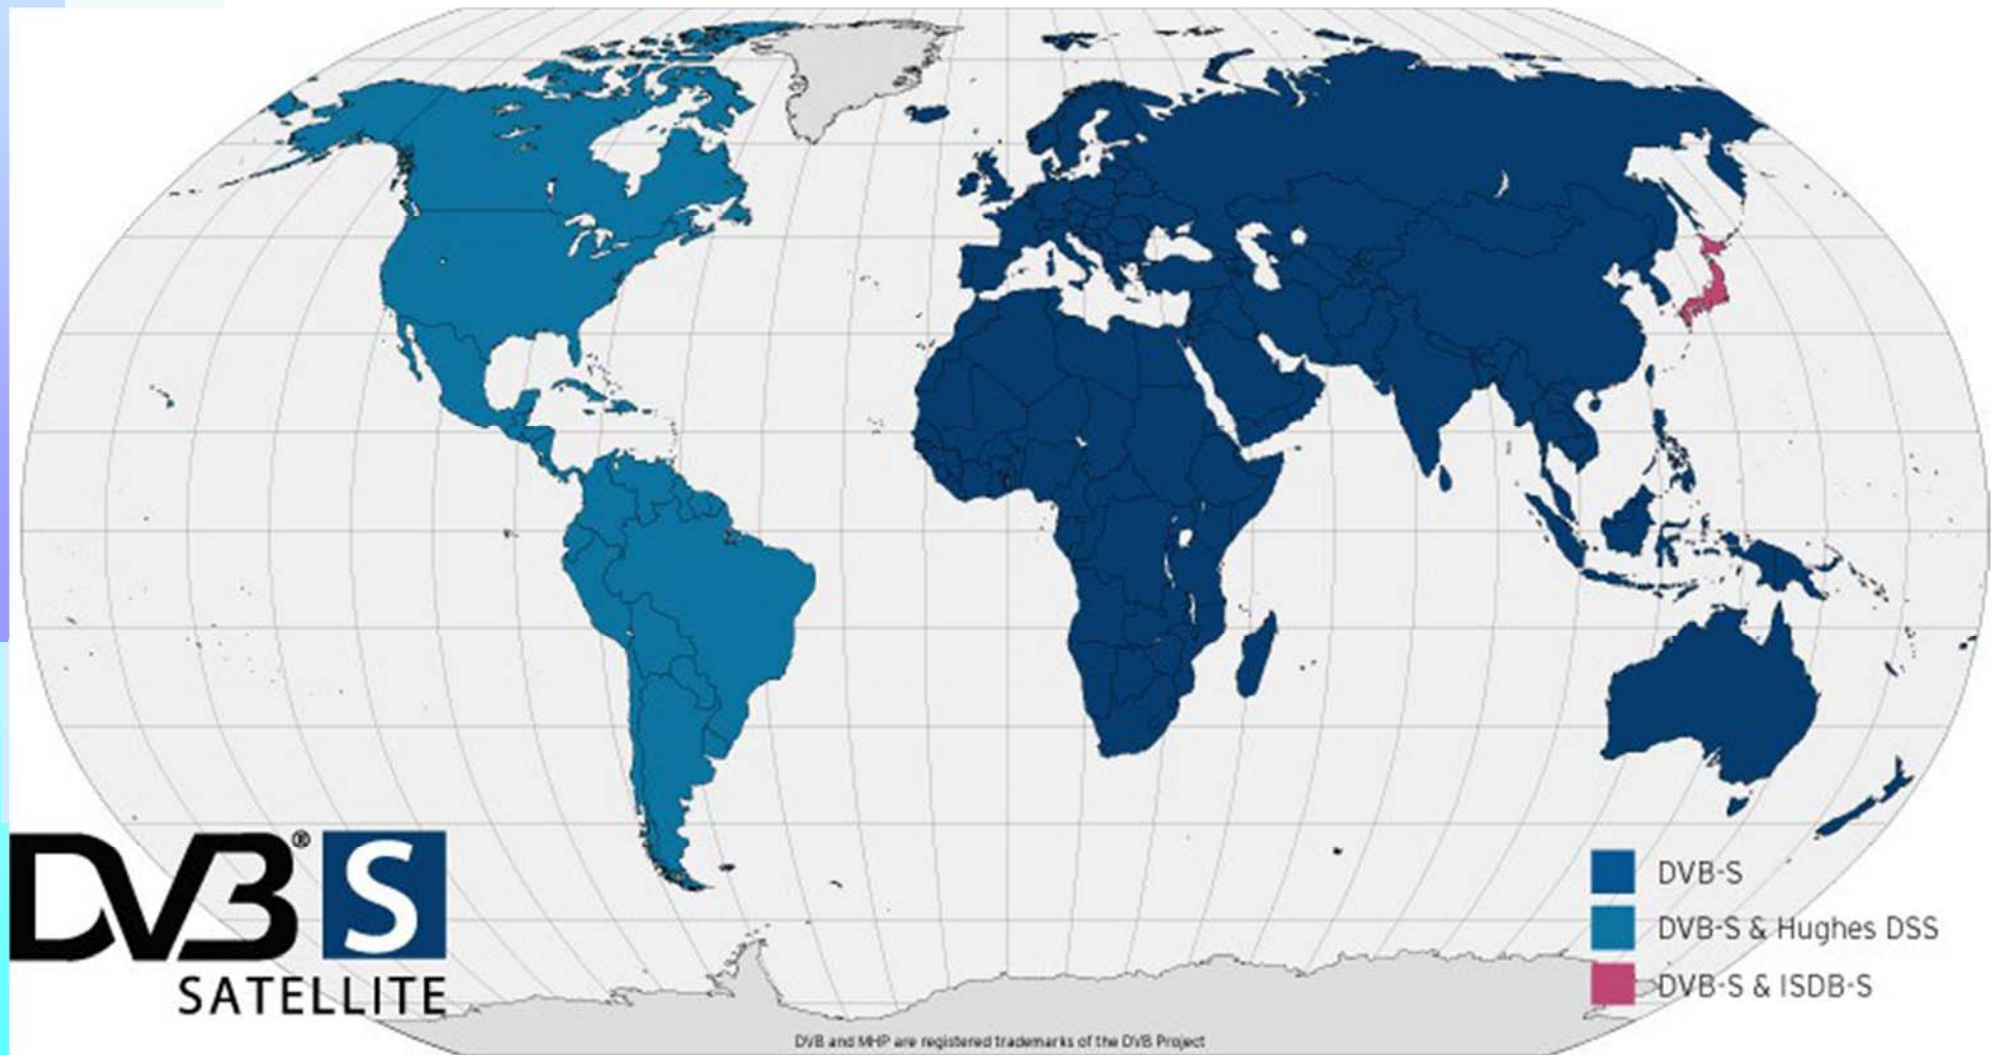 DVB® S
SATELLITE
DVB-S
DVB-S & Hughes DSS
DVB-S & ISDB-S
DVB and MHP are registered trademarks of the DVB Project